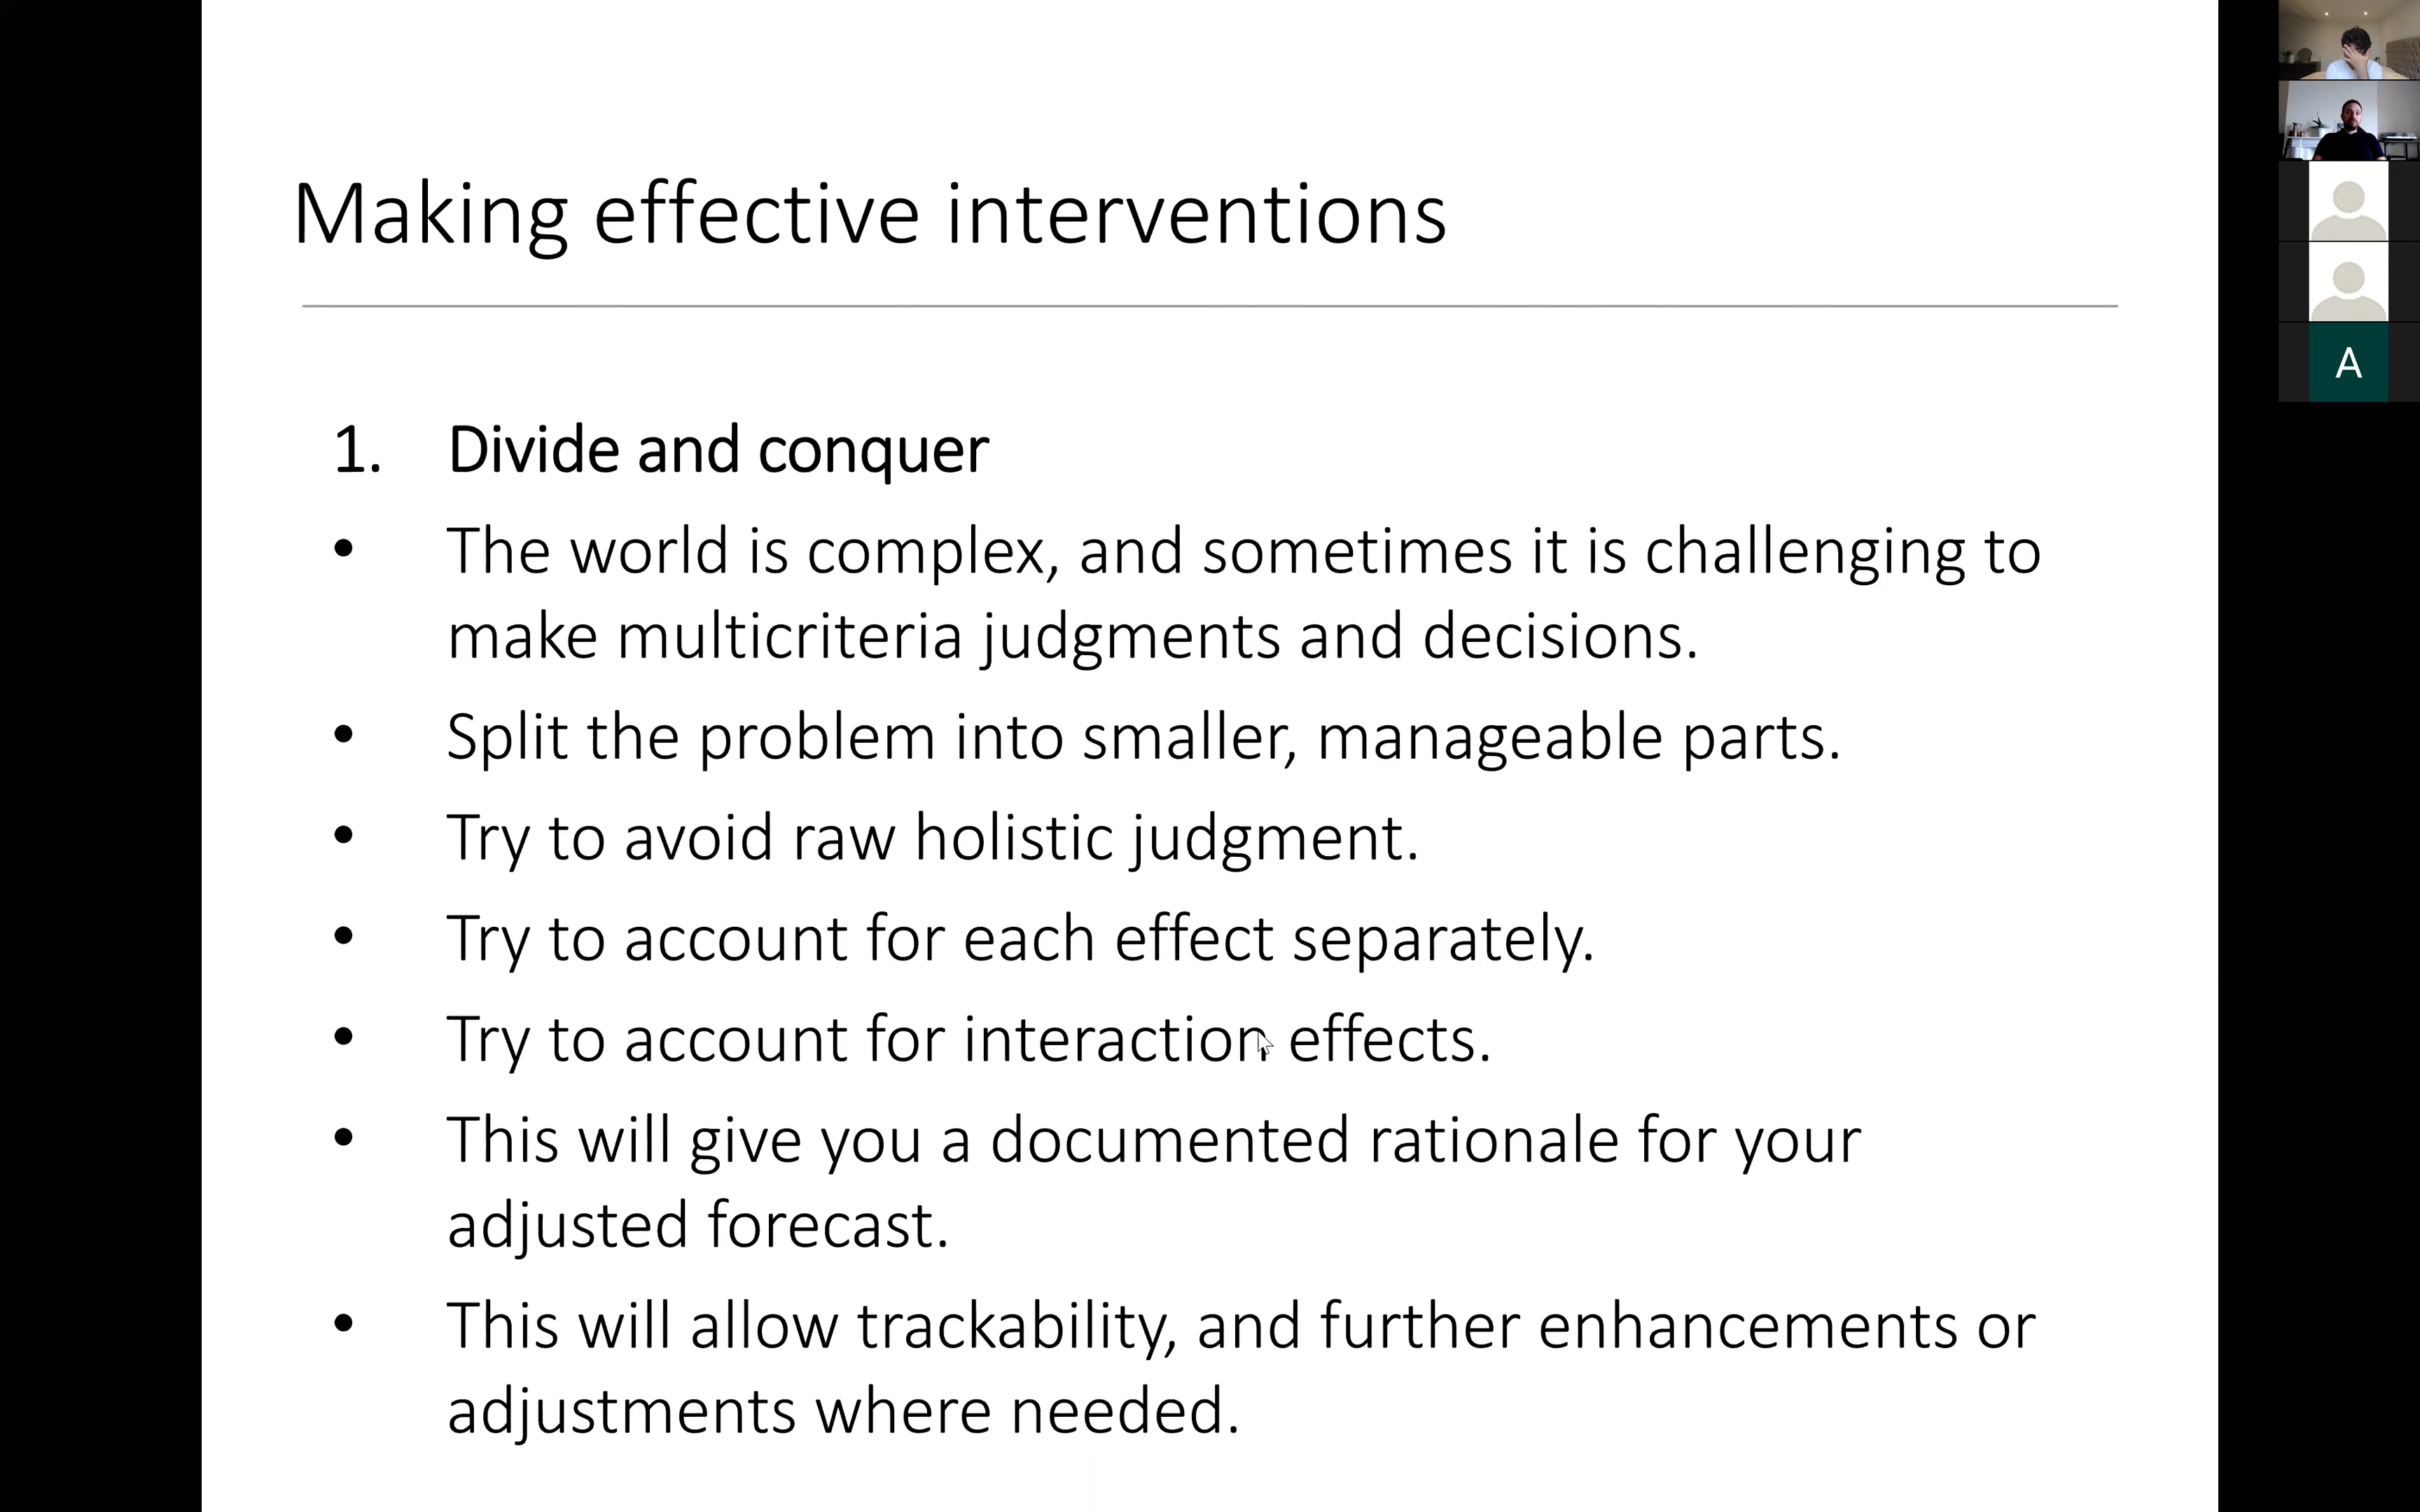 Making effective interventions
1. Divide and conquer
• The world is complex, and sometimes it is challenging to
make multicriteria judgments and decisions.
• Split the problem into smaller, manageable parts.
• Try to avoid raw holistic judgment.
• Try to account for each effect separately.
• Try to account for interaction effects.
• This will give you a documented rationale for your
adjusted forecast.
• This will allow trackability, and further enhancements or
adjustments where needed.
A